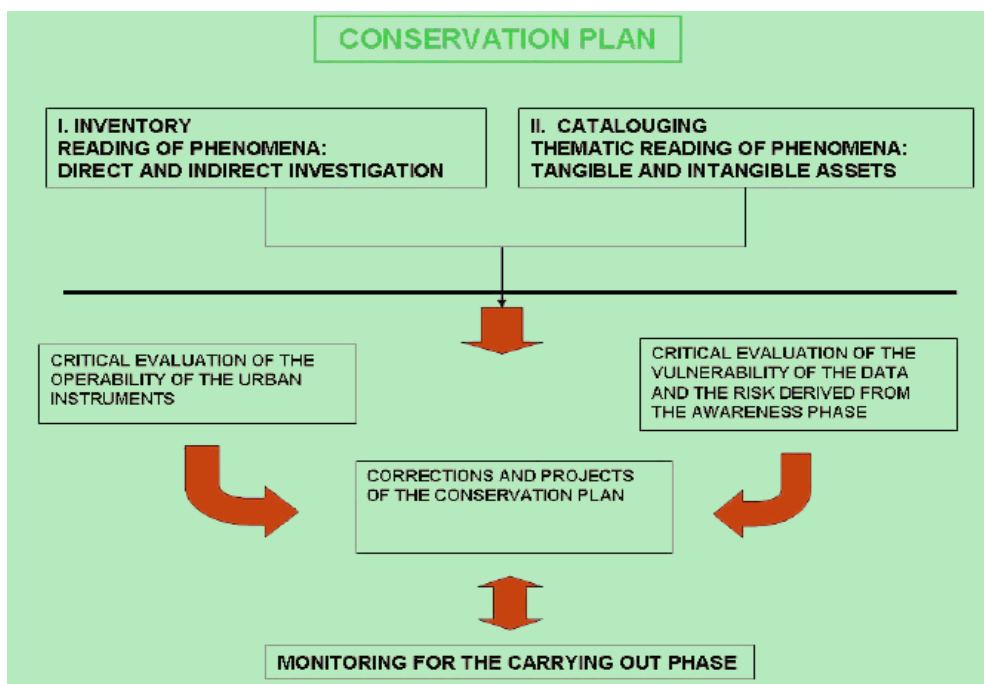 CONSERVATION PLAN
I. INVENTORY
READING OF PHENOMENA:
DIRECT AND INDIRECT INVESTIGATION
II. CATALOUGING
THEMATIC READING OF PHENOMENA:
TANGIBLE AND INTANGIBLE ASSETS
CRITICAL EVALUATION OF THE
OPERABILITY OF THE URBAN
INSTRUMENTS
CRITICAL EVALUATION OF THE
VULNERABILITY OF THE DATA
AND THE RISK DERIVED FROM
THE AWARENESS PHASE
CORRECTIONS AND PROJECTS
OF THE CONSERVATION PLAN
MONITORING FOR THE CARRYING OUT PHASE